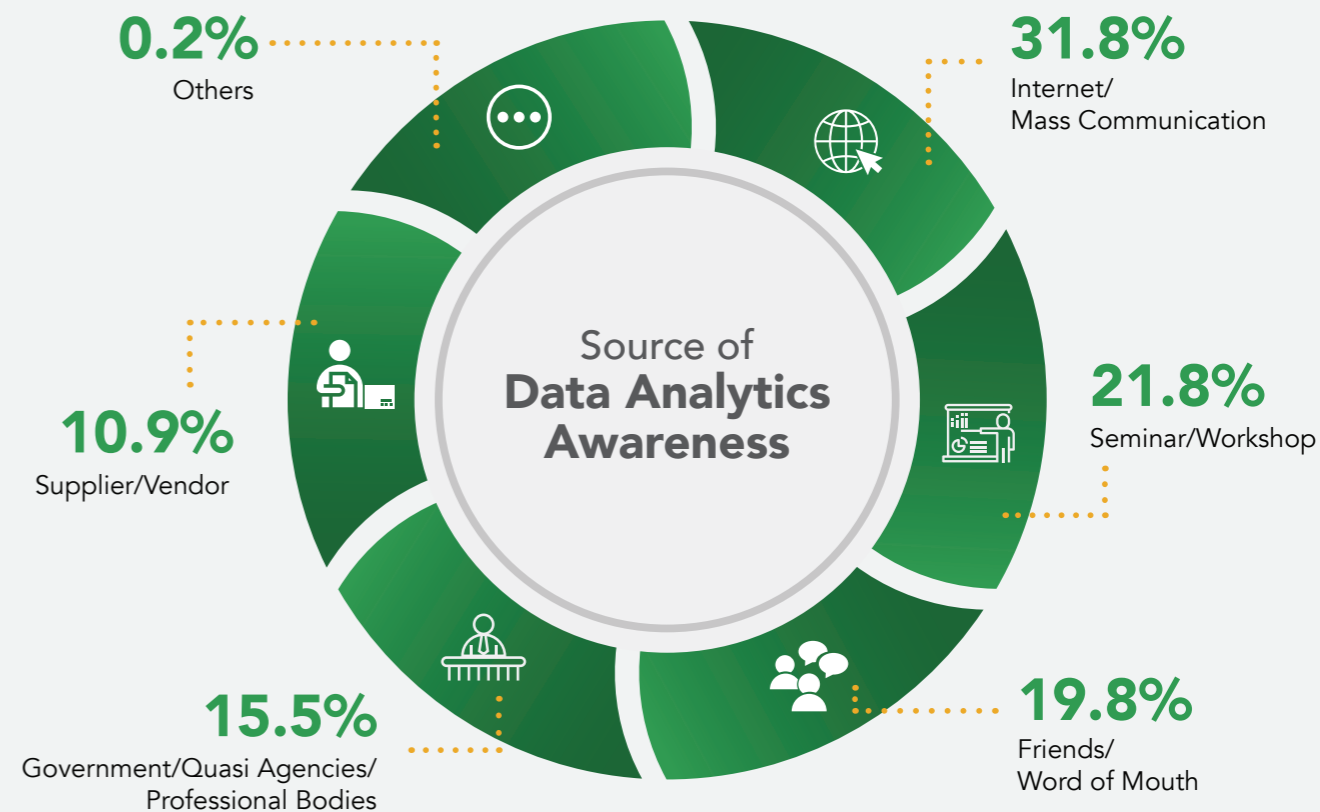 0.2%
Others
31.8%
Internet/
Mass Communication
Source of
Data Analytics
Awareness
21.8%
Seminar/Workshop
10.9%
Supplier/Vendor
19.8%
Friends/
Word of Mouth
15.5%
Government/Quasi Agencies/
Professional Bodies